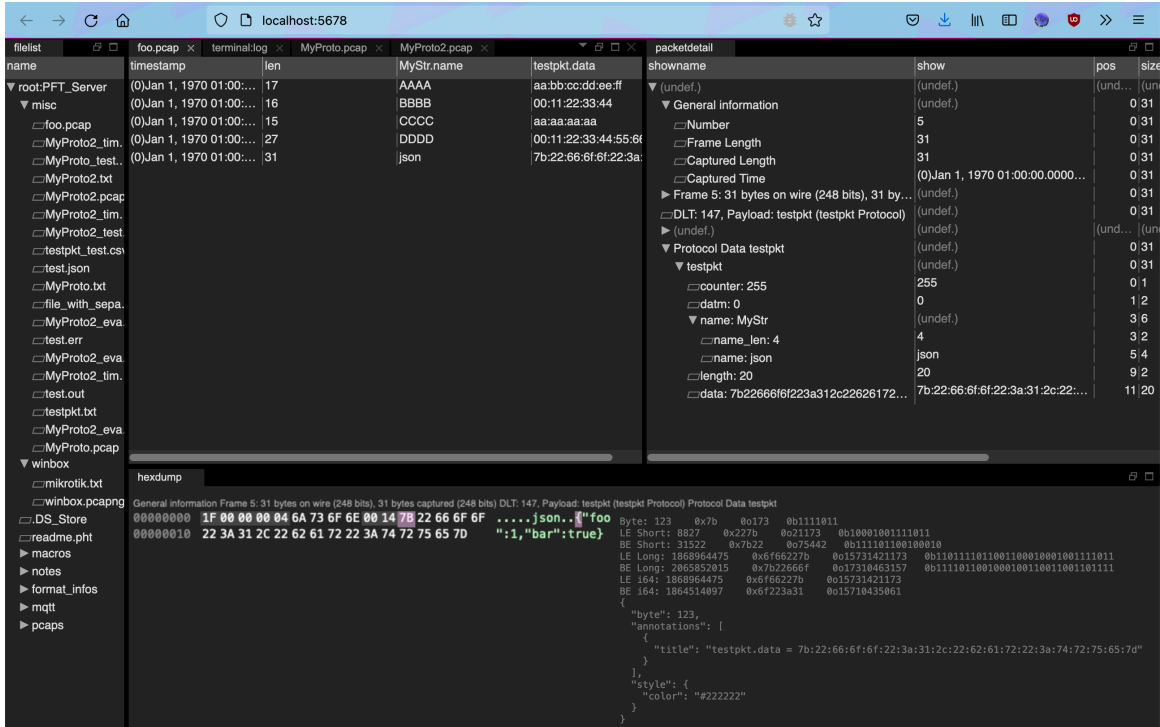 localhost:5678
filelist
name
root:PFT_Server
misc
foo.pcap
MyProto2_tim.
MyProto_test..
MyProto2.txt
MyProto2.pcap
MyProto2_tim.
MyProto2_test.
testpkt_test.csv
test.json
MyProto.txt
file_with_sepa.
MyProto2_eva.
test.err
MyProto2_eva.
MyProto2_tim.
test.out
testpkt.txt
MyProto2_eva.
MyProto.pcap
winbox
mikrotik.txt
winbox.pcapng
.DS_Store
readme.pht
macros
notes
format_infos
mqtt
pcaps
foo.pcap terminal:log MyProto.pcap MyProto2.pcap
timestamp len MyStr.name testpkt.data
(0)Jan 1, 1970 01:00:... 17 AAAA aa:bb:cc:dd:ee:ff
(0)Jan 1, 1970 01:00:... 16 BBBB 00:11:22:33:44
(0)Jan 1, 1970 01:00:... 15 CCCC aa:aa:aa:aa
(0)Jan 1, 1970 01:00:... 27 DDDD 00:11:22:33:44:55:66
(0)Jan 1, 1970 01:00:... 31 json 7b:22:66:6f:6f:22:3a:
packetdetail
showname show pos size
(undef.) (undef.) (und... (un
General information (undef.) 0 31
Number 5 0 31
Frame Length 31 0 31
Captured Length 31 0 31
Captured Time (0)Jan 1, 1970 01:00:00.0000... 0 31
Frame 5: 31 bytes on wire (248 bits), 31 by... (undef.) 0 31
DLT: 147, Payload: testpkt (testpkt Protocol) (undef.) 0 31
(undef.) (undef.) (und... (un
Protocol Data testpkt (undef.) 0 31
testpkt (undef.) 0 31
counter: 255 255 0 1
datm: 0 0 1 2
name: MyStr (undef.) 3 6
name_len: 4 4 3 2
name: json json 5 4
length: 20 20 9 2
data: 7b22666f6f223a312c22626172... 7b:22:66:6f:6f:22:3a:31:2c:22:... 11 20
hexdump
General information Frame 5: 31 bytes on wire (248 bits), 31 bytes captured (248 bits) DLT: 147, Payload: testpkt (testpkt Protocol) Protocol Data testpkt
00000000 1F 00 00 00 04 6A 73 6F 6E 00 14 7B 22 66 6F 6F .....json..{"foo
00000010 22 3A 31 2C 22 62 61 72 22 3A 74 72 75 65 7D ":1,"bar":true}
Byte: 123 0x7b 0o173 0b1111011
LE Short: 8827 0x227b 0o21173 0b10001001111011
BE Short: 31522 0x7b22 0o75442 0b111101100100010
LE Long: 1868964475 0x6f66227b 0o15731421173 0b1101111011001100010001001111011
BE Long: 2065852015 0x7b22666f 0o17310463157 0b1111011001000100110011001101111
LE i64: 1868964475 0x6f66227b 0o15731421173
BE i64: 1864514097 0x6f223a31 0o15710435061
{
"byte": 123,
"annotations": [
{
"title": "testpkt.data = 7b:22:66:6f:6f:22:3a:31:2c:22:62:61:72:22:3a:74:72:75:65:7d"
}
],
"style": {
"color": "#222222"
}
}